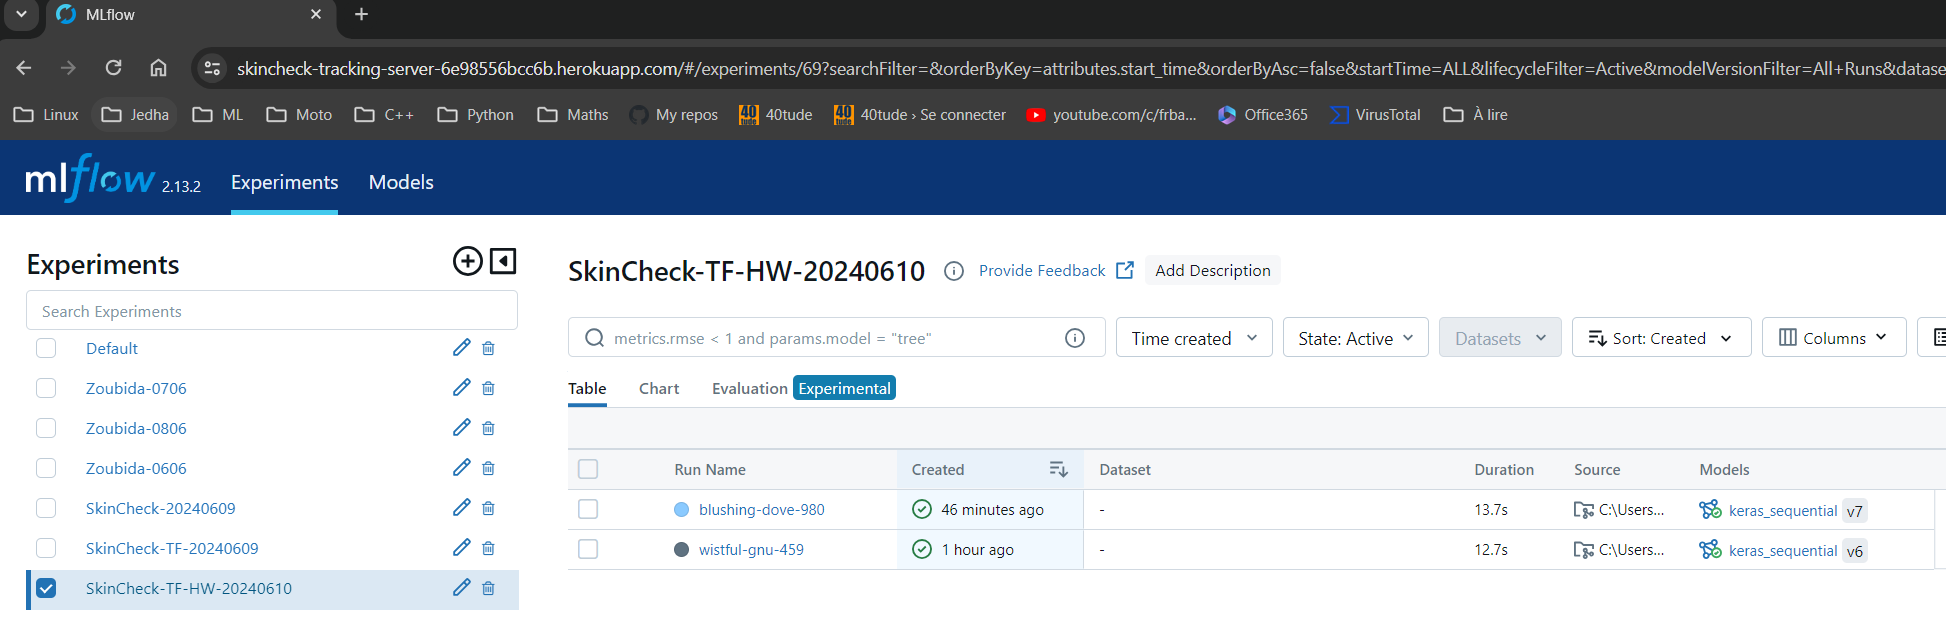 MLflow
skincheck-tracking-server-6e98556bcc6b.herokuapp.com/#/experiments/69?searchFilter=&orderByKey=attributes.start_time&orderByAsc=false&startTime=ALL&lifecycleFilter=Active&modelVersionFilter=All+Runs&datase
Linux Jedha ML Moto C++ Python Maths My repos 40tude 40tude › Se connecter youtube.com/c/frba... Office365 VirusTotal À lire
mlflow 2.13.2 Experiments Models
Experiments
Search Experiments
Default
Zoubida-0706
Zoubida-0806
Zoubida-0606
SkinCheck-20240609
SkinCheck-TF-20240609
SkinCheck-TF-HW-20240610
SkinCheck-TF-HW-20240610 Provide Feedback Add Description
metrics.rmse < 1 and params.model = "tree" Time created State: Active Datasets Sort: Created Columns
Table Chart Evaluation Experimental
Run Name Created Dataset Duration Source Models
blushing-dove-980 46 minutes ago - 13.7s C:\Users... keras_sequential v7
wistful-gnu-459 1 hour ago - 12.7s C:\Users... keras_sequential v6